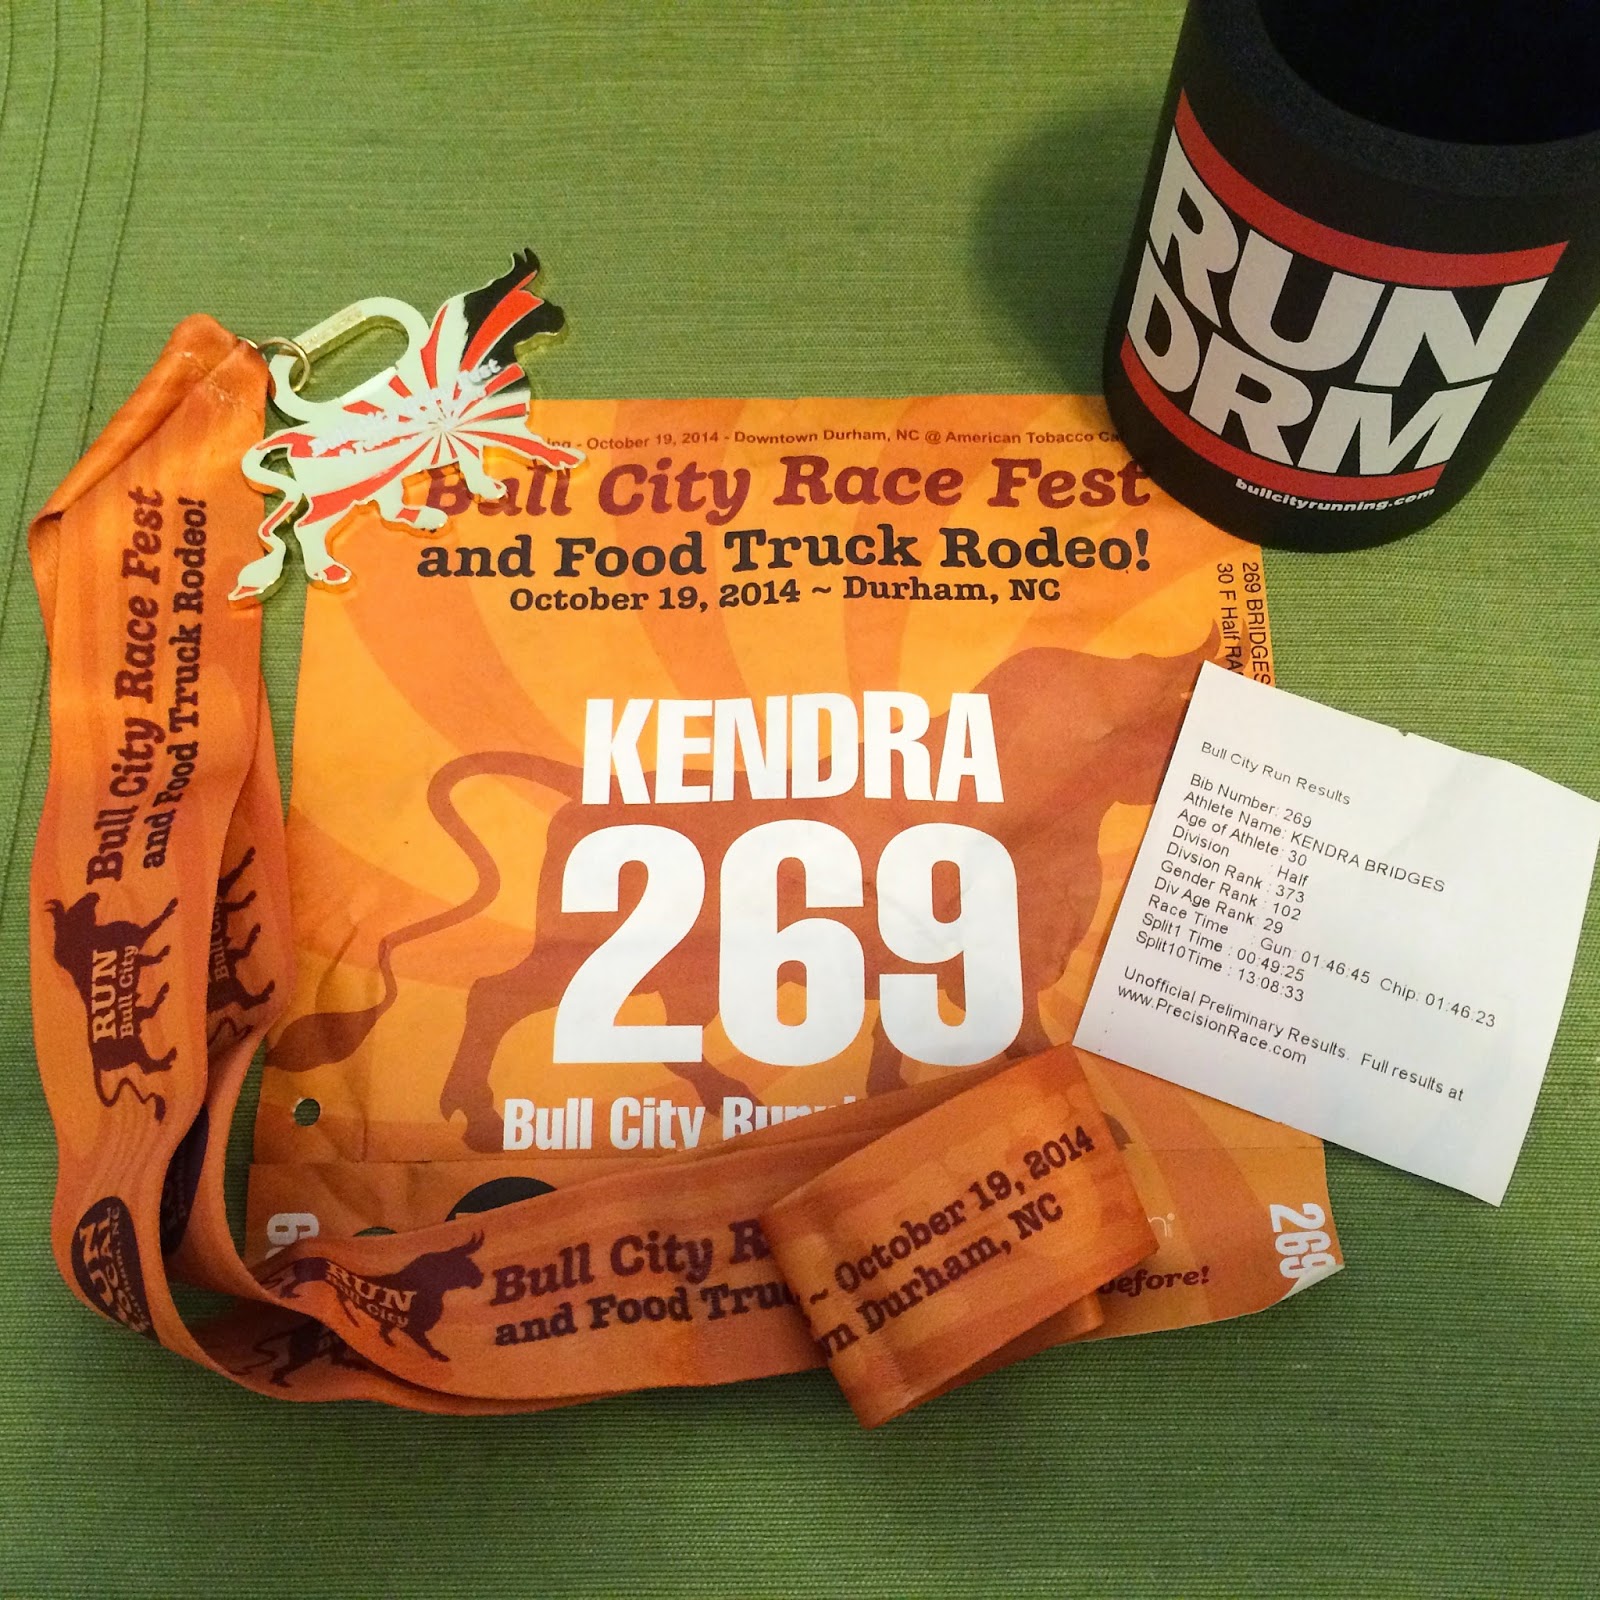 October 19, 2014 - Downtown Durham, NC @ American Tobacco
Bull City Race Fest
and Food Truck Rodeo!
October 19, 2014 ~ Durham, NC
KENDRA
269
Bull City
269 BRIDGES
30 F Half
269
before!
RUN
DRM
bullcityrunning.com
Bull City Run Results
Bib Number: 269
Athlete Name: KENDRA BRIDGES
Age of Athlete: 30
Division : Half
Divsion Rank : 373
Gender Rank : 102
Div Age Rank: 29
Race Time : Gun: 01:46:45 Chip: 01:46:23
Split1 Time : 00:49:25
Split10Time : 13:08:33
Unofficial Preliminary Results. Full results at
www.PrecisionRace.com
Bull City Race Fest
and Food Truck Rodeo!
RUN
Bull City
Bull City
RUN
Bull City
Bull City
and Food
~ October 19, 2014
Durham, NC